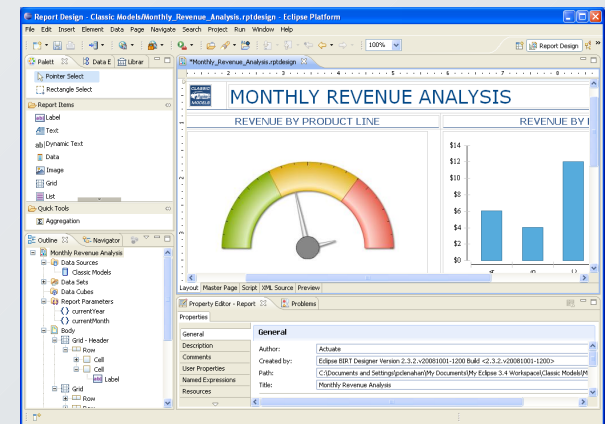 Report Design - Classic Models/Monthly_Revenue_Analysis.rptdesign - Eclipse Platform
File Edit Insert Element Data Page Navigate Search Project Run Window Help
100%
Report Design
Palett
Data E
Librar
*Monthly_Revenue_Analysis.rptdesign
Pointer Select
Rectangle Select
Report Items
Label
Text
Dynamic Text
Data
Image
Grid
List
Quick Tools
Aggregation
CLASSIC
MODELS
MONTHLY REVENUE ANALYSIS
REVENUE BY PRODUCT LINE
REVENUE BY
$14
$12
$10
$8
$6
$4
$2
$0
Outline
Navigator
Monthly Revenue Analysis
Data Sources
Classic Models
Data Sets
Data Cubes
Report Parameters
currentYear
currentMonth
Body
Grid - Header
Row
Cell
Cell
Label
Grid
Row
Layout Master Page Script XML Source Preview
Property Editor - Report
Problems
Properties
General
Description
Comments
User Properties
Named Expressions
Resources
General
Author: Actuate
Created by: Eclipse BIRT Designer Version 2.3.2.v20081001-1200 Build <2.3.2.v20081001-1200>
Path: C:\Documents and Settings\pclenahan\My Documents\My Eclipse 3.4 Workspace\Classic Models\M
Title: Monthly Revenue Analysis